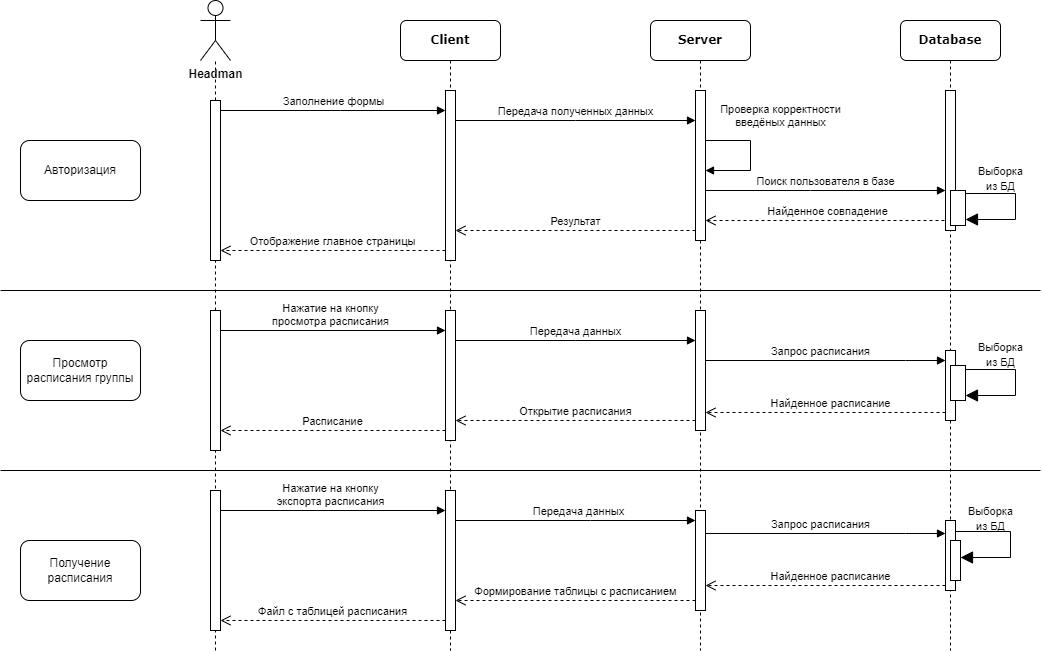 Headman
Client
Server
Database
Авторизация
Заполнение формы
Передача полученных данных
Проверка корректности
введёных данных
Поиск пользователя в базе
Выборка
из БД
Найденное совпадение
Результат
Отображение главное страницы
Просмотр
расписания группы
Нажатие на кнопку
просмотра расписания
Передача данных
Запрос расписания
Выборка
из БД
Найденное расписание
Открытие расписания
Расписание
Получение
расписания
Нажатие на кнопку
экспорта расписания
Передача данных
Запрос расписания
Выборка
из БД
Найденное расписание
Формирование таблицы с расписанием
Файл с таблицей расписания